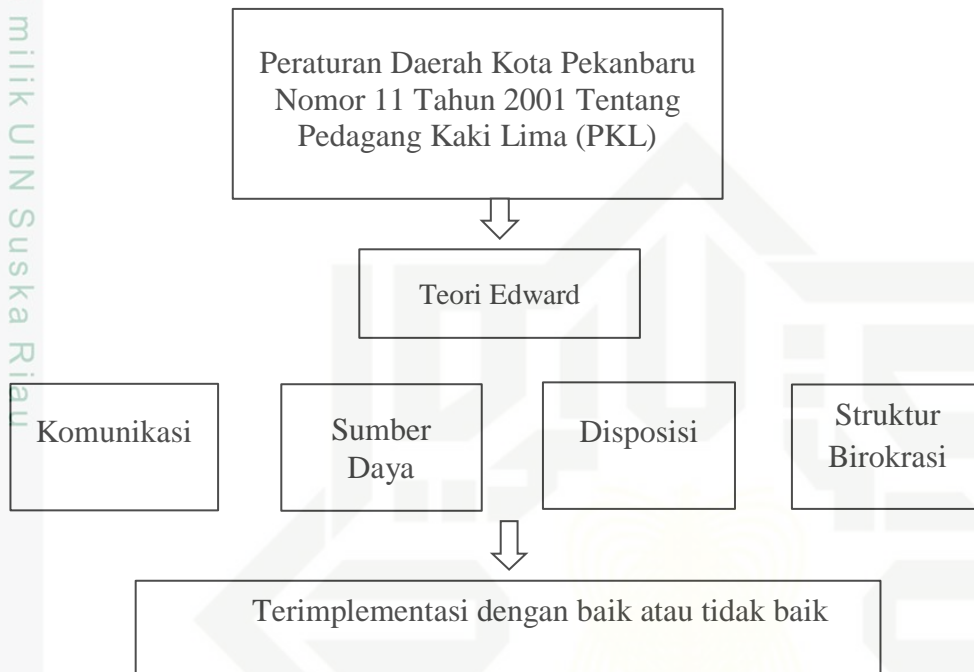 milik UIN Suska Riau
Peraturan Daerah Kota Pekanbaru
Nomor 11 Tahun 2001 Tentang
Pedagang Kaki Lima (PKL)
Teori Edward
Komunikasi
Sumber
Daya
Disposisi
Struktur
Birokrasi
Terimplementasi dengan baik atau tidak baik